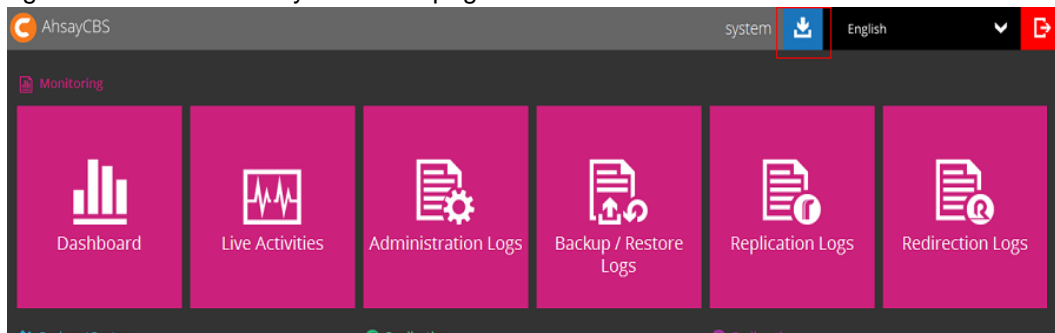 AhsayCBS
system
English
Monitoring
Dashboard
Live Activities
Administration Logs
Backup / Restore
Logs
Replication Logs
Redirection Logs